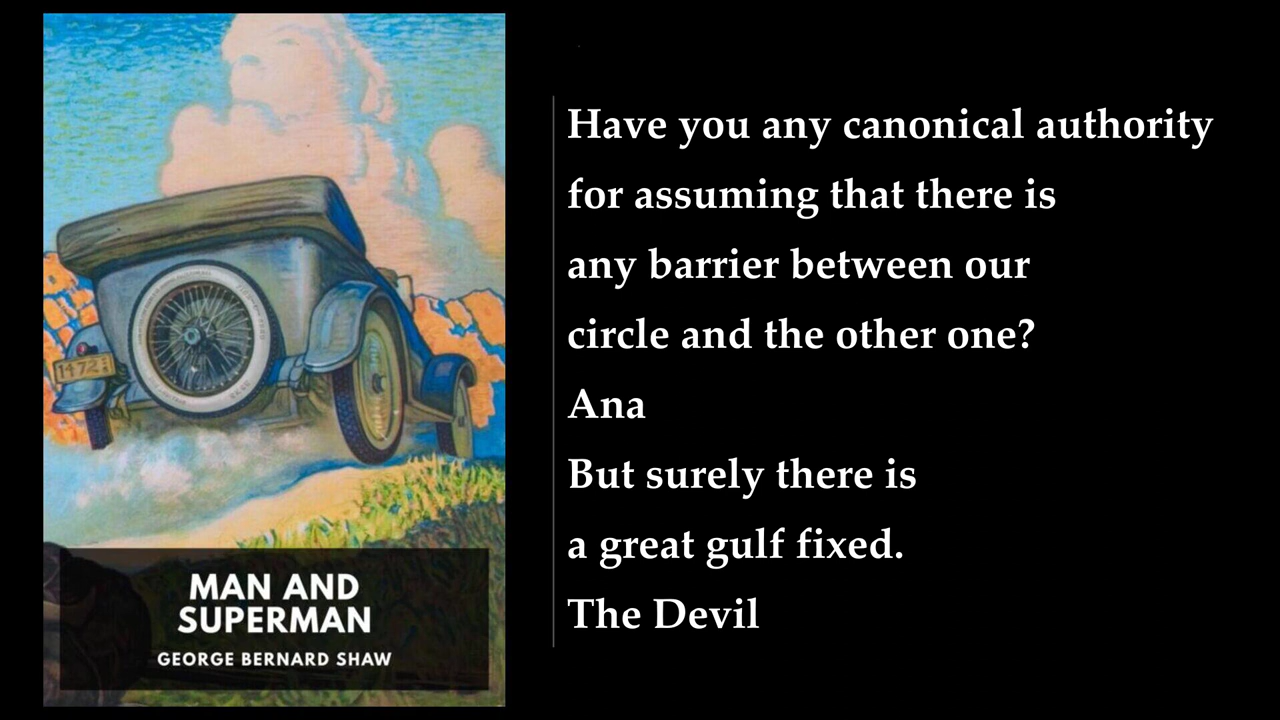 1472
MAN AND
SUPERMAN
GEORGE BERNARD SHAW
Have you any canonical authority
for assuming that there is
any barrier between our
circle and the other one?
Ana
But surely there is
a great gulf fixed.
The Devil